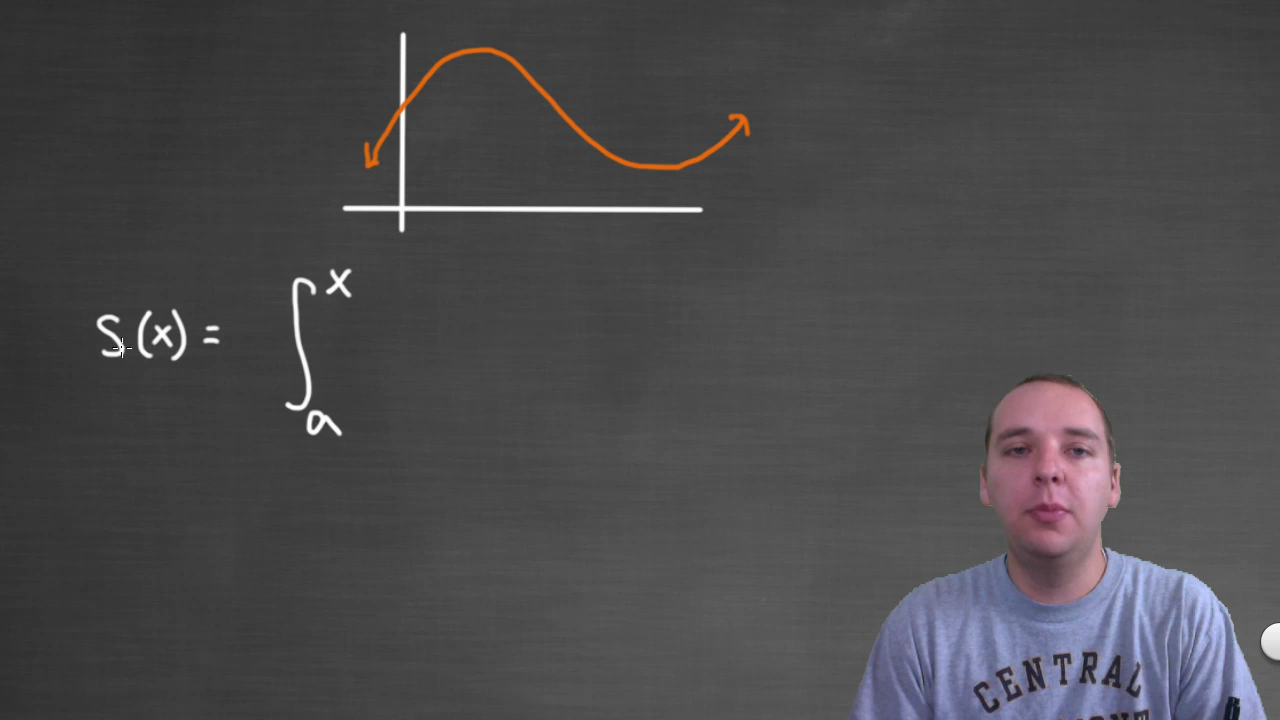 S(x) = ∫ₐˣ
CENTRAL